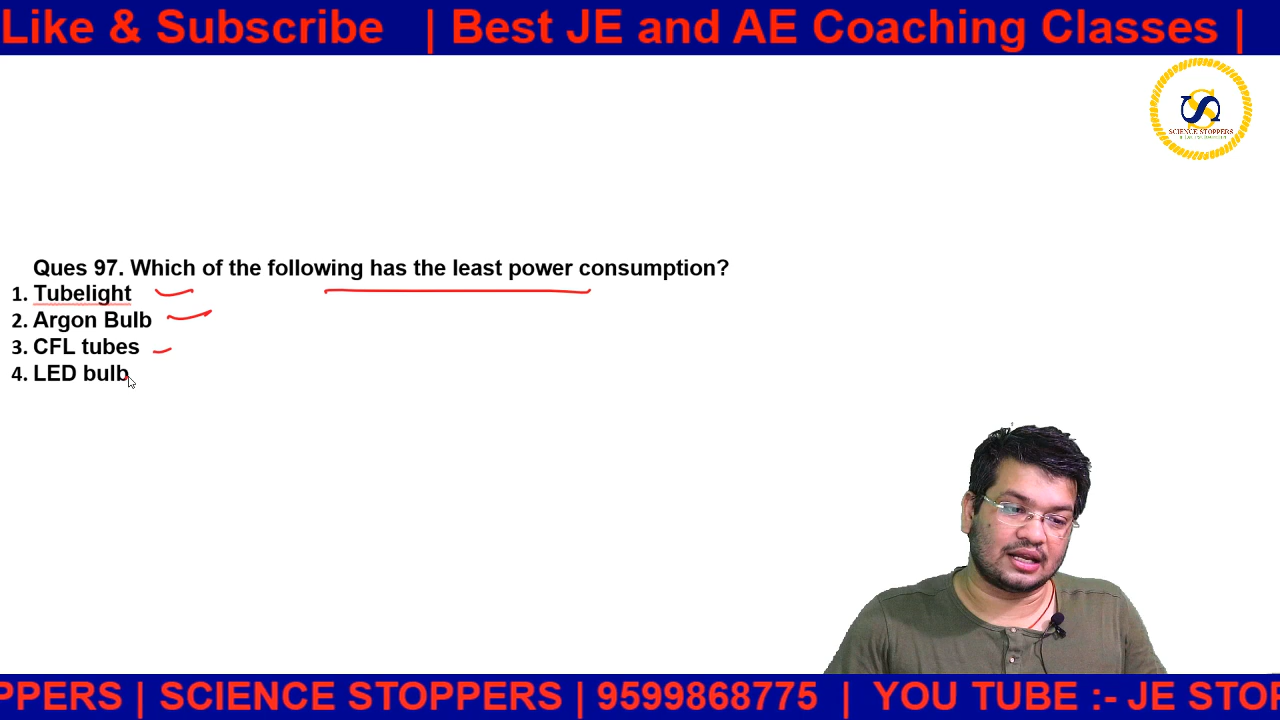 Like & Subscribe | Best JE and AE Coaching Classes |
SCIENCE STOPPERS
Ques 97. Which of the following has the least power consumption?
1. Tubelight
2. Argon Bulb
3. CFL tubes
4. LED bulb
PPERS | SCIENCE STOPPERS | 9599868775 | YOU TUBE :- JE STOP